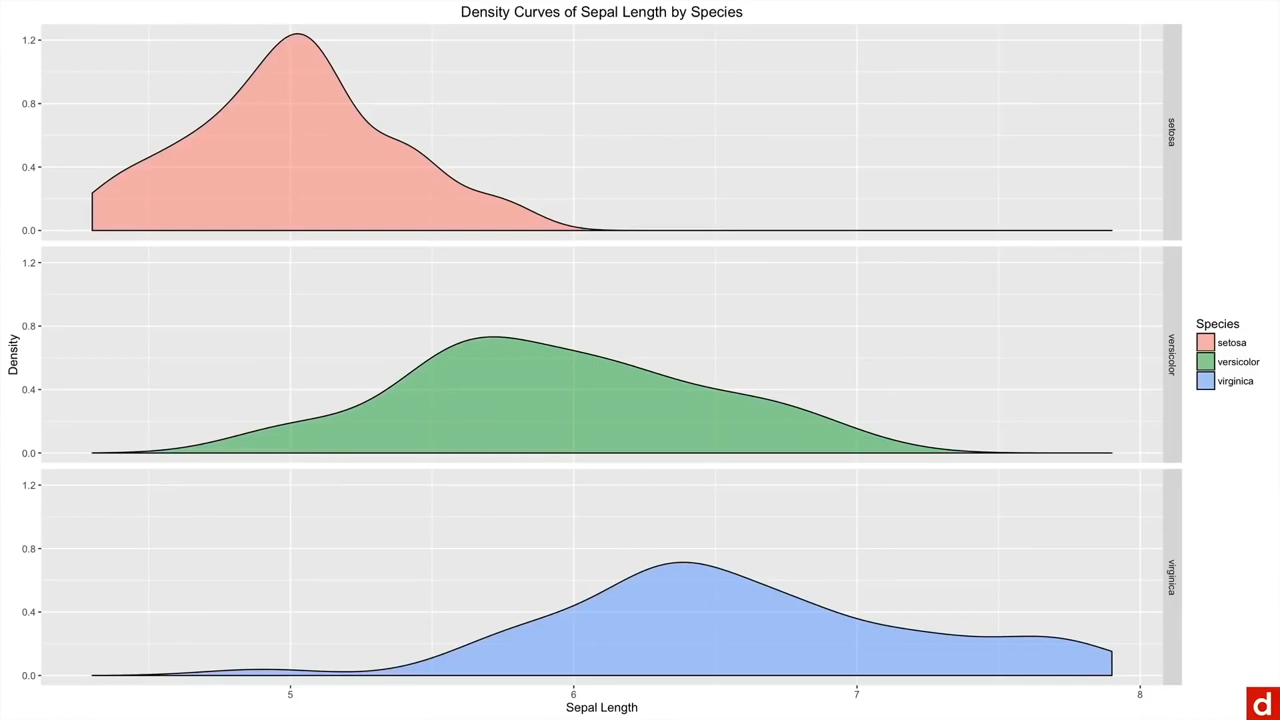 Density Curves of Sepal Length by Species
1.2
0.8
0.4
0.0
setosa
1.2
0.8
0.4
0.0
versicolor
Density
1.2
0.8
0.4
0.0
virginica
5 6 7 8
Sepal Length
Species
setosa
versicolor
virginica
d